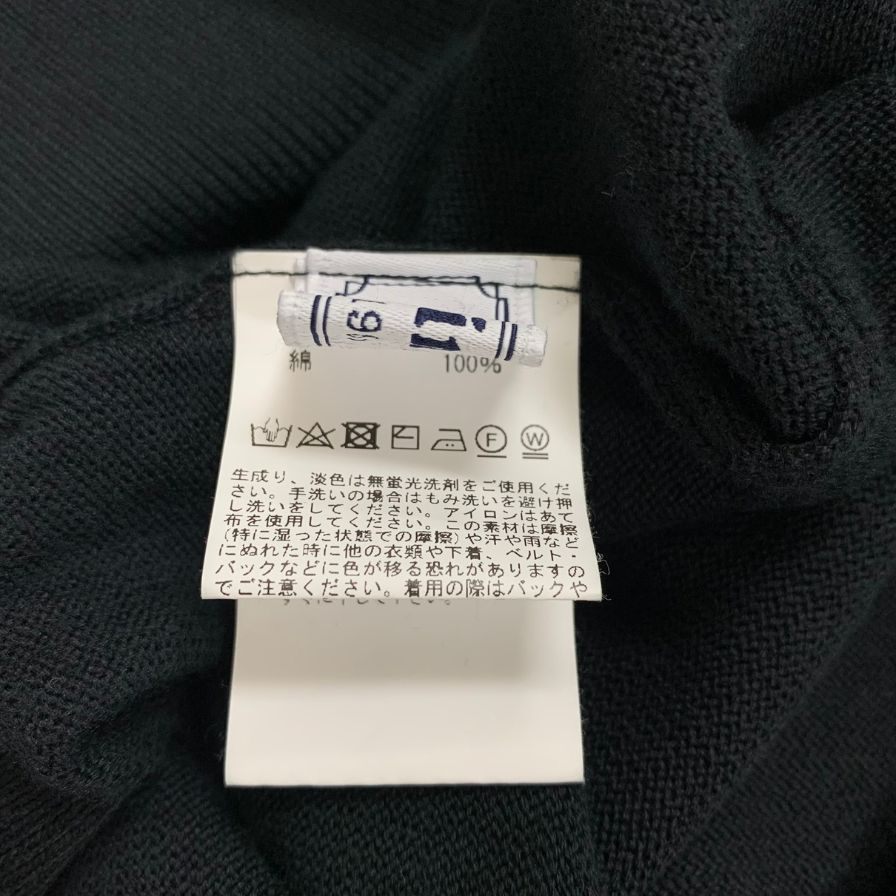 綿 100%
F W
生成り、淡色は無蛍光洗剤をご使用くだ
さい。手洗いの場合はもみ洗いを避け押
し洗いをしてください。アイロンはあて
布を使用してください。この素材は摩擦
(特に湿った状態での摩擦)や汗や雨など
にぬれた時に他の衣類や下着、ベルト・
バックなどに色が移る恐れがありますの
でご注意ください。着用の際はバックや